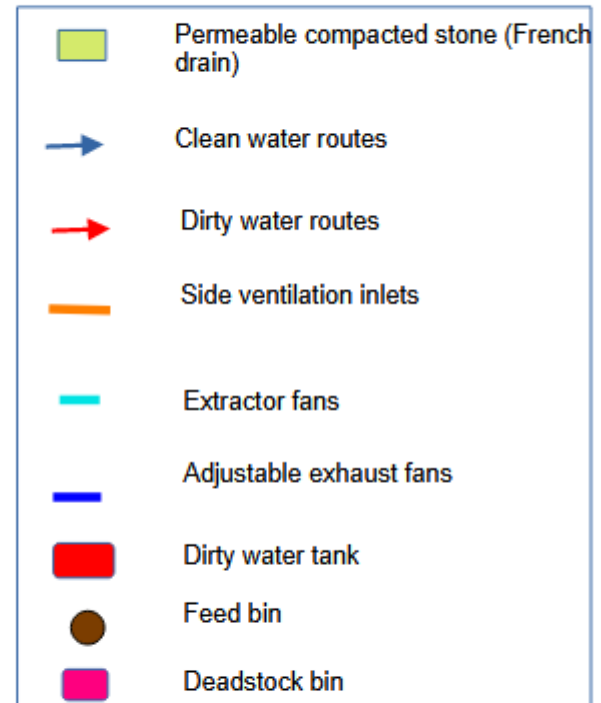 Permeable compacted stone (French
drain)
Clean water routes
Dirty water routes
Side ventilation inlets
Extractor fans
Adjustable exhaust fans
Dirty water tank
Feed bin
Deadstock bin